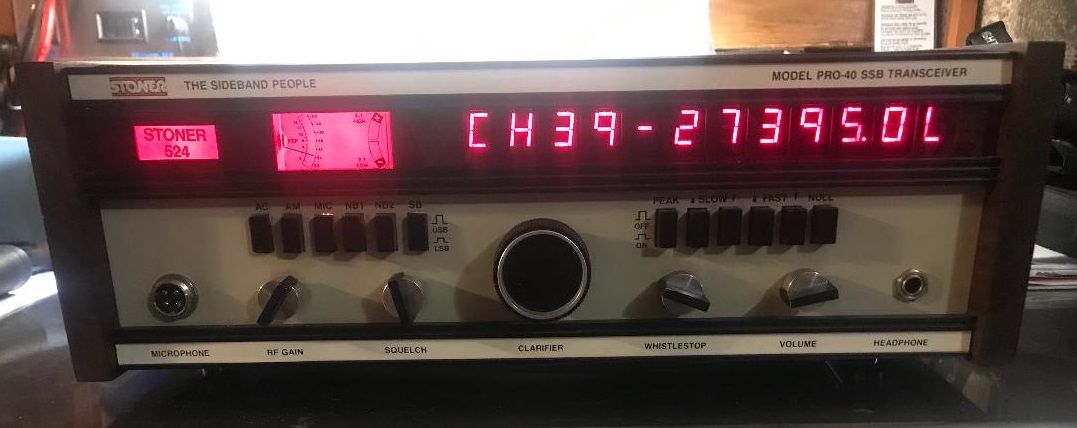 STONER THE SIDEBAND PEOPLE
MODEL PRO-40 SSB TRANSCEIVER
STONER
524
CH39-27395.0L
AC AM MIC NB1 NB2 SB
USB
LSB
PEAK SLOW FAST NULL
OFF
ON
MICROPHONE RF GAIN SQUELCH CLARIFIER WHISTLESTOP VOLUME HEADPHONE